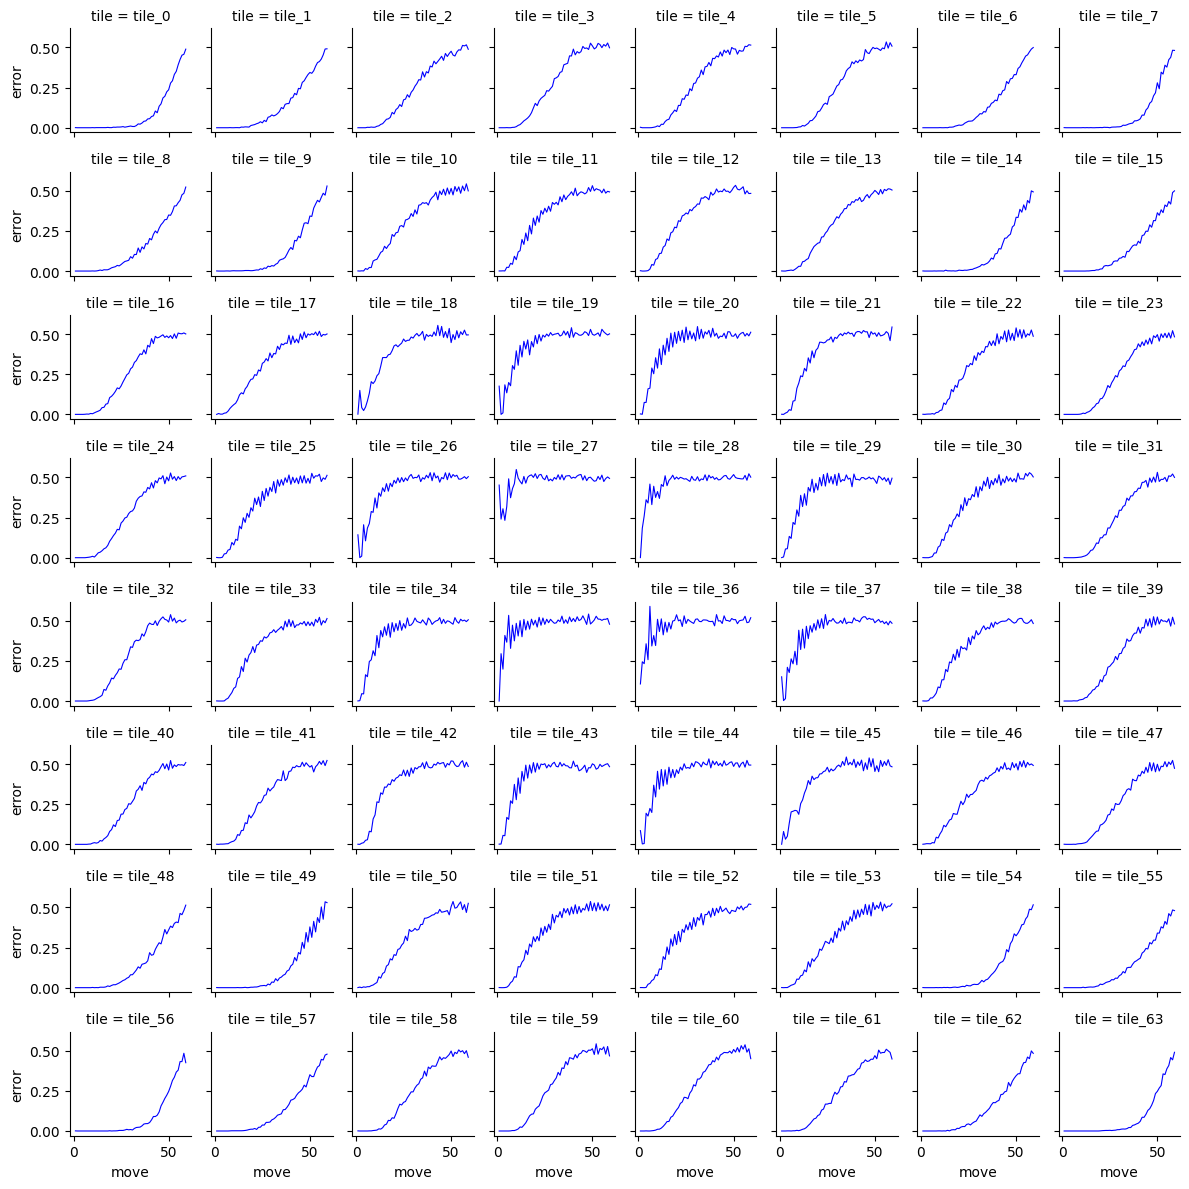 tile = tile_0 tile = tile_1 tile = tile_2 tile = tile_3 tile = tile_4 tile = tile_5 tile = tile_6 tile = tile_7
0.50
error
0.25
0.00
tile = tile_8 tile = tile_9 tile = tile_10 tile = tile_11 tile = tile_12 tile = tile_13 tile = tile_14 tile = tile_15
0.50
error
0.25
0.00
tile = tile_16 tile = tile_17 tile = tile_18 tile = tile_19 tile = tile_20 tile = tile_21 tile = tile_22 tile = tile_23
0.50
error
0.25
0.00
tile = tile_24 tile = tile_25 tile = tile_26 tile = tile_27 tile = tile_28 tile = tile_29 tile = tile_30 tile = tile_31
0.50
error
0.25
0.00
tile = tile_32 tile = tile_33 tile = tile_34 tile = tile_35 tile = tile_36 tile = tile_37 tile = tile_38 tile = tile_39
0.50
error
0.25
0.00
tile = tile_40 tile = tile_41 tile = tile_42 tile = tile_43 tile = tile_44 tile = tile_45 tile = tile_46 tile = tile_47
0.50
error
0.25
0.00
tile = tile_48 tile = tile_49 tile = tile_50 tile = tile_51 tile = tile_52 tile = tile_53 tile = tile_54 tile = tile_55
0.50
error
0.25
0.00
tile = tile_56 tile = tile_57 tile = tile_58 tile = tile_59 tile = tile_60 tile = tile_61 tile = tile_62 tile = tile_63
0.50
error
0.25
0.00
0 50 0 50 0 50 0 50 0 50 0 50 0 50 0 50
move move move move move move move move